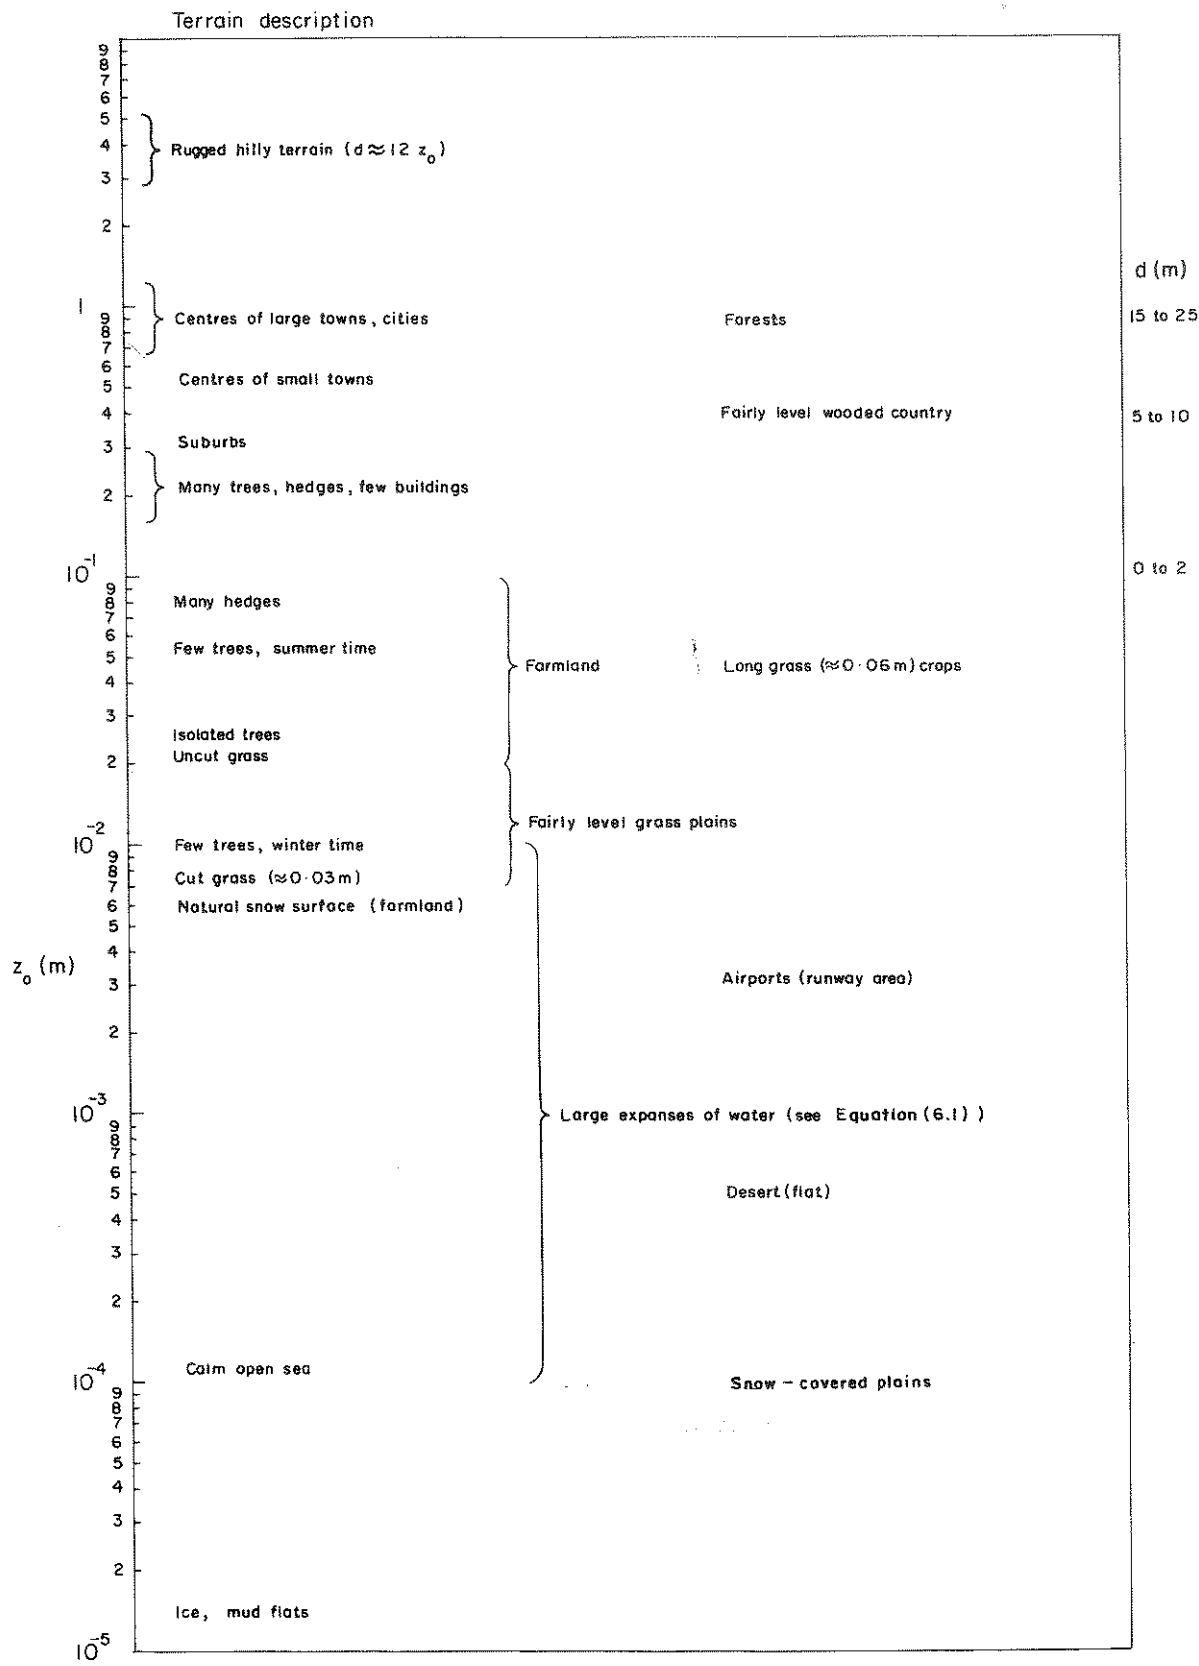 Terrain description
9
8
7
6
5
4
Rugged hilly terrain (d≈12 z₀)
3
2
d (m)
1
9
Centres of large towns, cities
Forests
15 to 25
8
7
6
Centres of small towns
5
4
Fairly level wooded country
5 to 10
Suburbs
3
Many trees, hedges, few buildings
2
10⁻¹
0 to 2
9
Many hedges
8
7
6
Few trees, summer time
5
Farmland
Long grass (≈0·06m) crops
4
3
Isolated trees
Uncut grass
2
Fairly level grass plains
10⁻²
Few trees, winter time
9
8
Cut grass (≈0·03m)
7
Natural snow surface (farmland)
6
5
4
z₀ (m)
Airports (runway area)
3
2
10⁻³
Large expanses of water (see Equation (6.1) )
9
8
7
6
5
Desert (flat)
4
3
2
Calm open sea
10⁻⁴
Snow - covered plains
9
8
7
6
5
4
3
2
Ice, mud flats
10⁻⁵